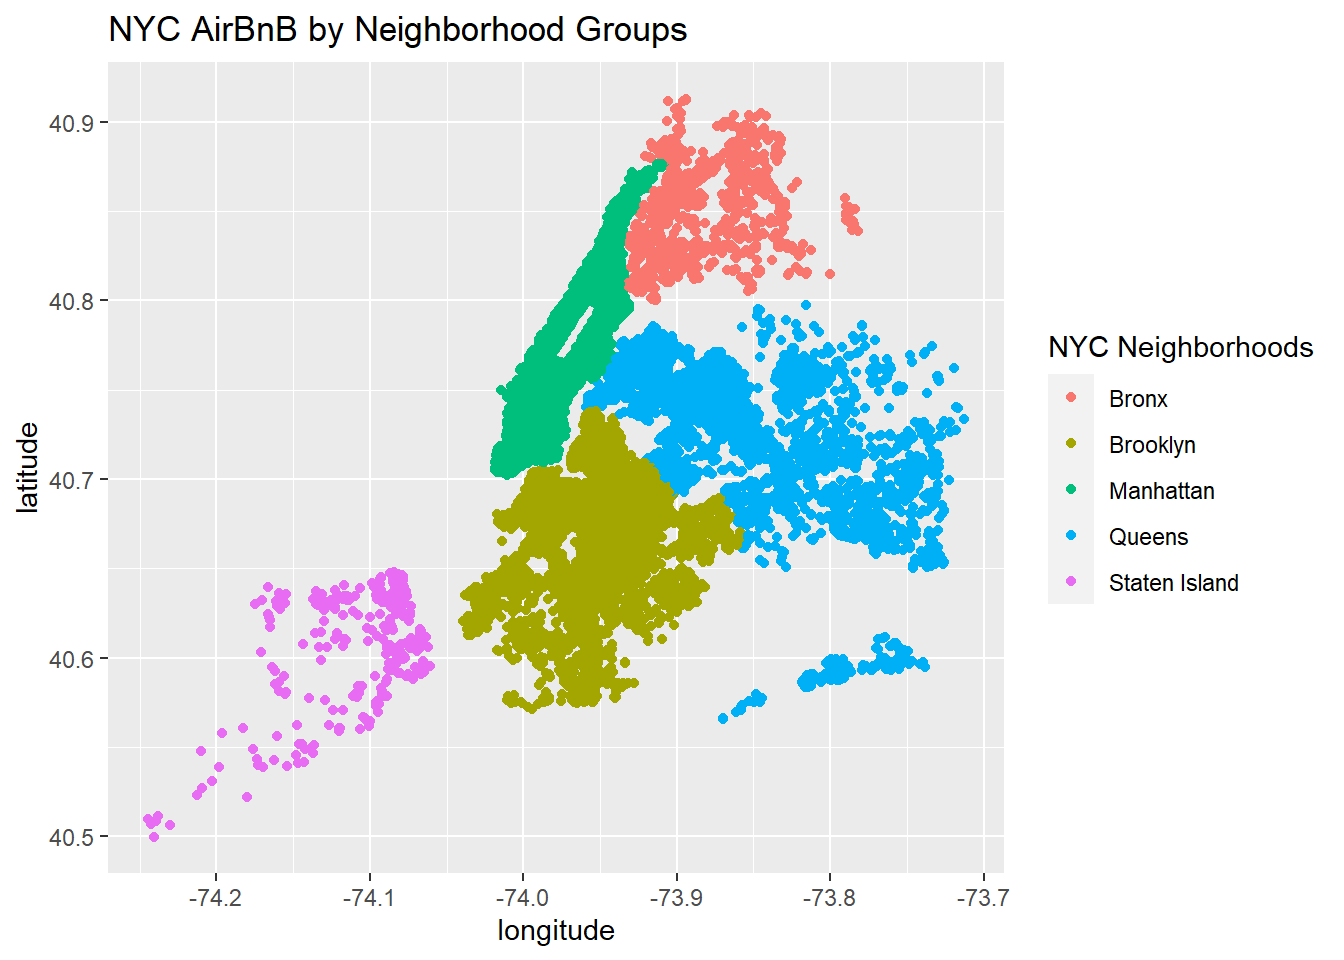 NYC AirBnB by Neighborhood Groups
40.9
40.8
40.7
40.6
40.5
latitude
-74.2
-74.1
-74.0
-73.9
-73.8
-73.7
longitude
NYC Neighborhoods
Bronx
Brooklyn
Manhattan
Queens
Staten Island